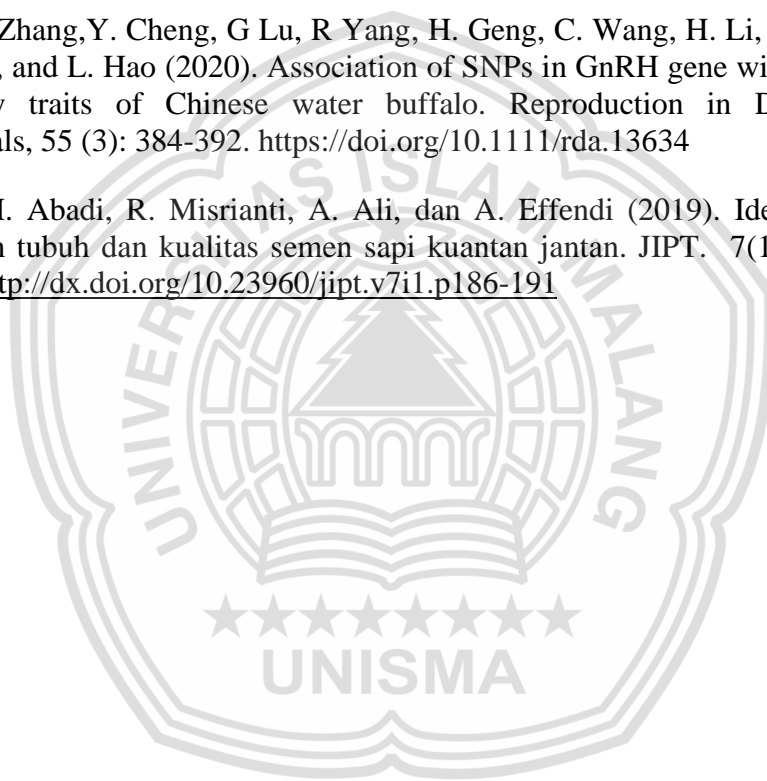 Zhang,Y. Cheng, G Lu, R Yang, H. Geng, C. Wang, H. Li,
, and L. Hao (2020). Association of SNPs in GnRH gene wi
traits of Chinese water buffalo. Reproduction in D
als, 55 (3): 384-392. https://doi.org/10.1111/rda.13634
Abadi, R. Misrianti, A. Ali, dan A. Effendi (2019). Ide
n tubuh dan kualitas semen sapi kuantan jantan. JIPT. 7(1
tp://dx.doi.org/10.23960/jipt.v7i1.p186-191
UNIVERSITAS ISLAM MALANG
UNISMA